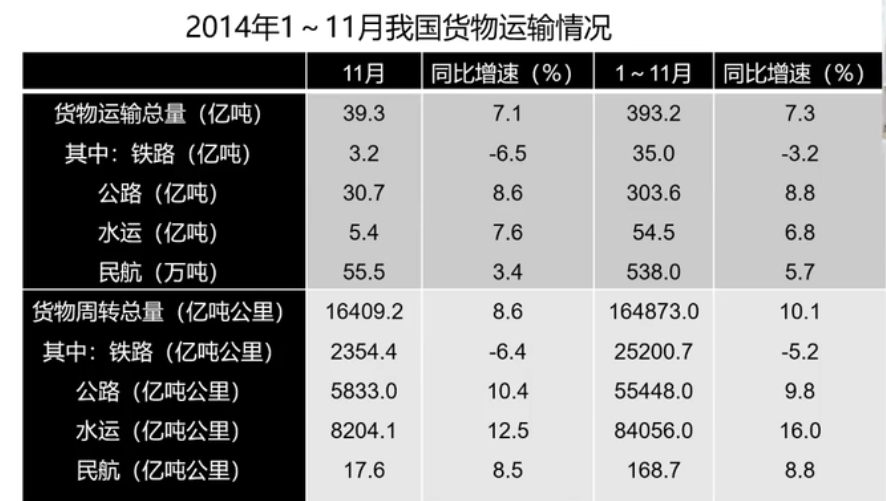 2014年1～11月我国货物运输情况
11月 同比增速（%） 1～11月 同比增速（%）
货物运输总量（亿吨） 39.3 7.1 393.2 7.3
其中：铁路（亿吨） 3.2 -6.5 35.0 -3.2
公路（亿吨） 30.7 8.6 303.6 8.8
水运（亿吨） 5.4 7.6 54.5 6.8
民航（万吨） 55.5 3.4 538.0 5.7
货物周转总量（亿吨公里） 16409.2 8.6 164873.0 10.1
其中：铁路（亿吨公里） 2354.4 -6.4 25200.7 -5.2
公路（亿吨公里） 5833.0 10.4 55448.0 9.8
水运（亿吨公里） 8204.1 12.5 84056.0 16.0
民航（亿吨公里） 17.6 8.5 168.7 8.8